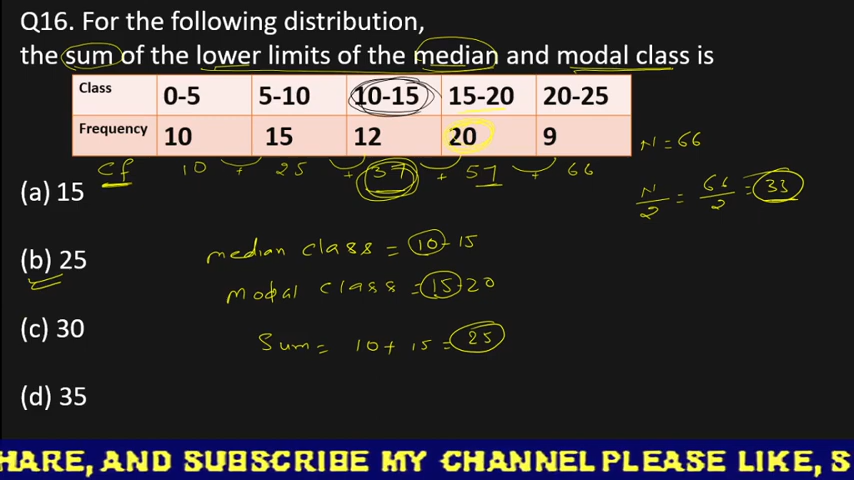 Q16. For the following distribution,
the sum of the lower limits of the median and modal class is
Class 0-5 5-10 10-15 15-20 20-25
Frequency 10 15 12 20 9
N=66
cf 10 + 25 + 37 + 57 + 66
N/2 = 66/2 = 33
(a) 15
median class = 10-15
(b) 25
modal class = 15-20
(c) 30
Sum = 10+ 15 = 25
(d) 35
HARE, AND SUBSCRIBE MY CHANNEL PLEASE LIKE, S